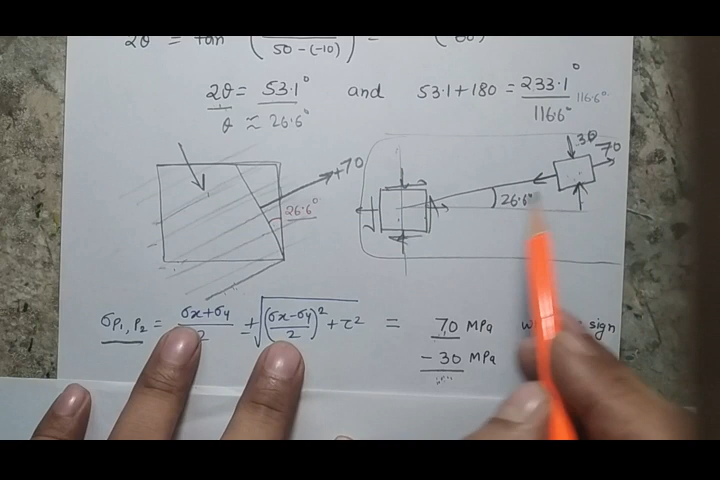 2θ = tan ( 50 - (-10) ) =
2θ = 53.1° and 53.1 + 180 = 233.1°
θ ≈ 26.6° 116.6° 116.6°
+70 30 70
26.6° 26.6°
σP1, P2 = σx+σy / 2 ± √((σx-σy / 2)² + τ²) = 70 MPa sign
- 30 MPa